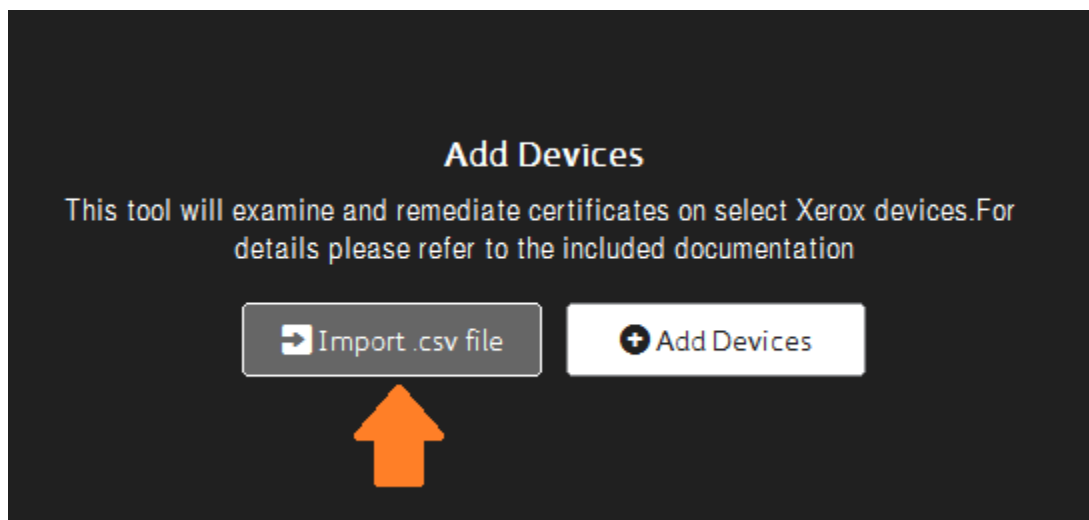 Add Devices
This tool will examine and remediate certificates on select Xerox devices.For
details please refer to the included documentation
Import .csv file
Add Devices